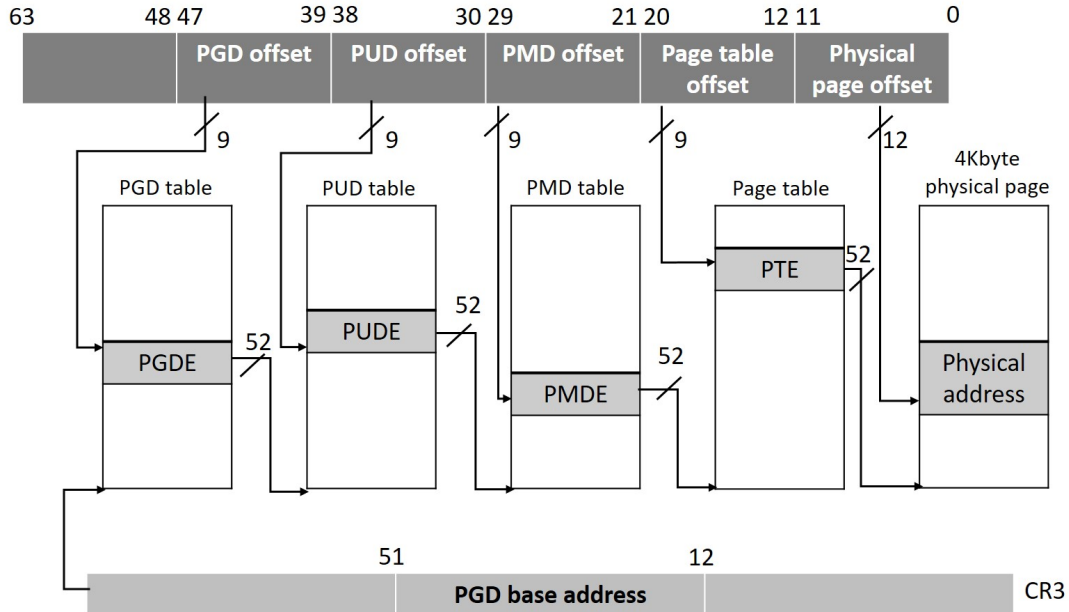 63 48 47 39 38 30 29 21 20 12 11 0
PGD offset PUD offset PMD offset Page table offset Physical page offset
9 9 9 9 12
PGD table PUD table PMD table Page table 4Kbyte physical page
PGDE 52
PUDE 52
PMDE 52
PTE 52
Physical address
51 12
PGD base address CR3